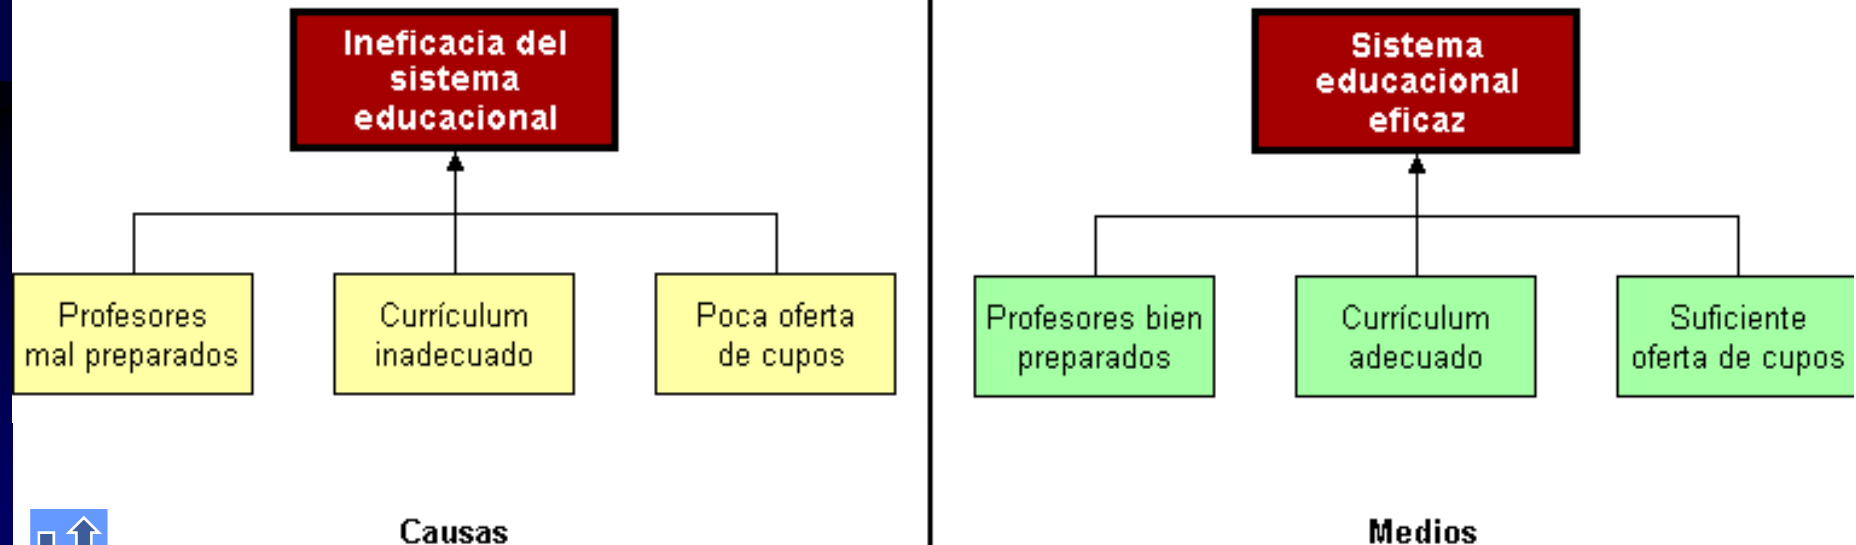 Ineficacia del
sistema
educacional
Profesores
mal preparados
Currículum
inadecuado
Poca oferta
de cupos
Causas
Sistema
educacional
eficaz
Profesores bien
preparados
Currículum
adecuado
Suficiente
oferta de cupos
Medios